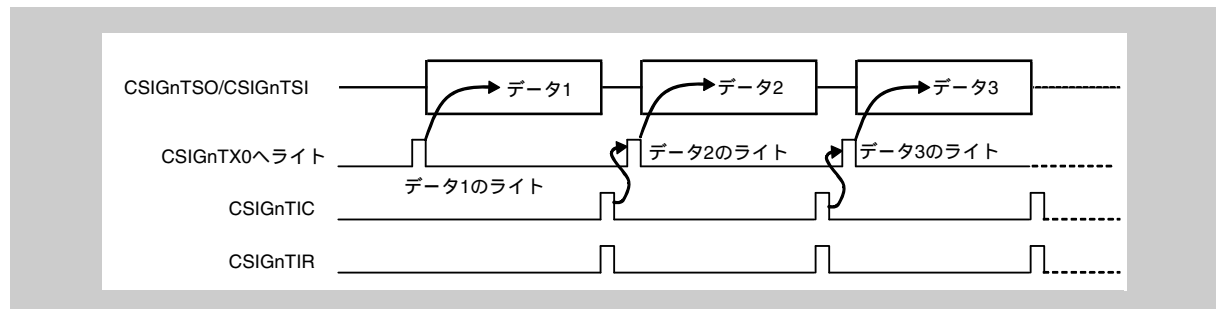 CSIGnTSO/CSIGnTSI
データ1
データ2
データ3
CSIGnTX0へライト
データ2のライト
データ3のライト
データ1のライト
CSIGnTIC
CSIGnTIR